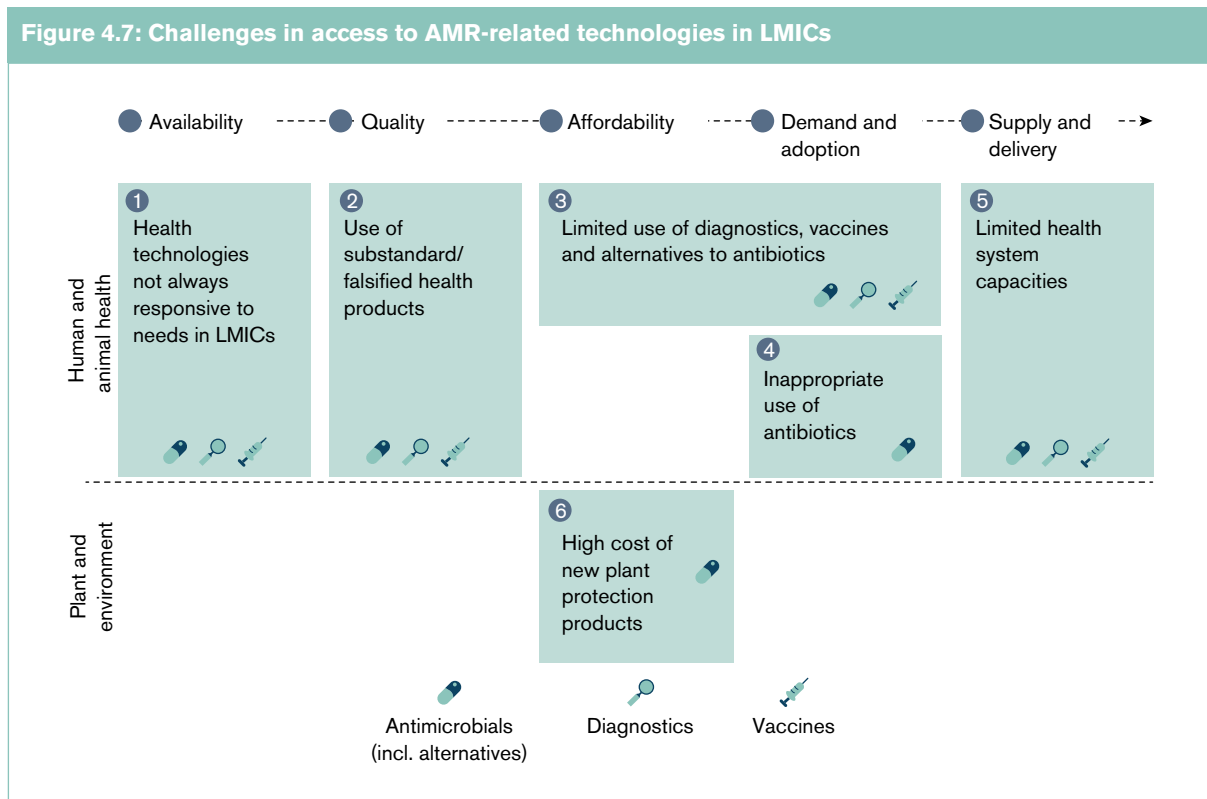 Figure 4.7: Challenges in access to AMR-related technologies in LMICs
Availability
Quality
Affordability
Demand and
adoption
Supply and
delivery
Human and
animal health
1
Health
technologies
not always
responsive to
needs in LMICs
2
Use of
substandard/
falsified health
products
3
Limited use of diagnostics, vaccines
and alternatives to antibiotics
4
Inappropriate
use of
antibiotics
5
Limited health
system
capacities
Plant and
environment
6
High cost of
new plant
protection
products
Antimicrobials
(incl. alternatives)
Diagnostics
Vaccines